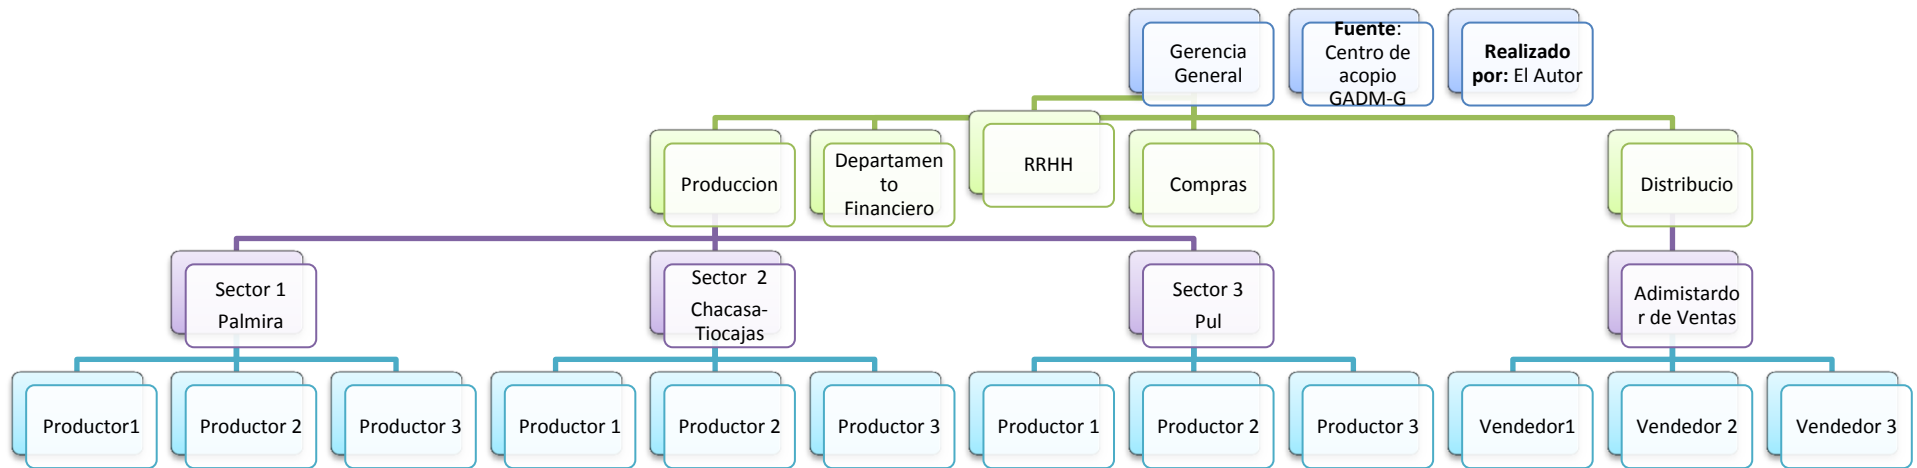 Gerencia
General
Fuente:
Centro de
acopio
GADM-G
Realizado
por: El Autor
Produccion
Departamen
to
Financiero
RRHH
Compras
Distribucio
Sector 1
Palmira
Sector 2
Chacasa-
Tiocajas
Sector 3
Pul
Adimistardo
r de Ventas
Productor1
Productor 2
Productor 3
Productor 1
Productor 2
Productor 3
Productor 1
Productor 2
Productor 3
Vendedor1
Vendedor 2
Vendedor 3